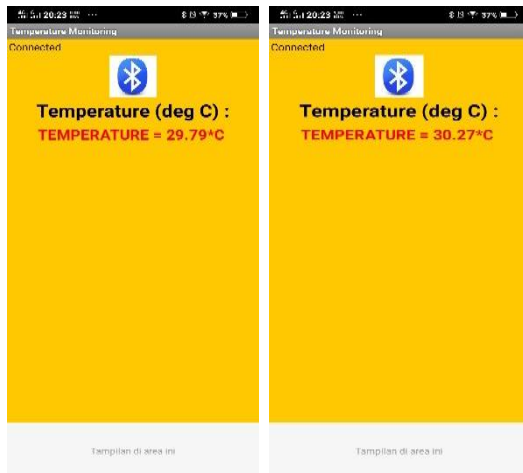 20:23
37%
Temperature Monitoring
Connected
Temperature (deg C) :
TEMPERATURE = 29.79*C
Tampilan di area ini
20:23
37%
Temperature Monitoring
Connected
Temperature (deg C) :
TEMPERATURE = 30.27*C
Tampilan di area ini